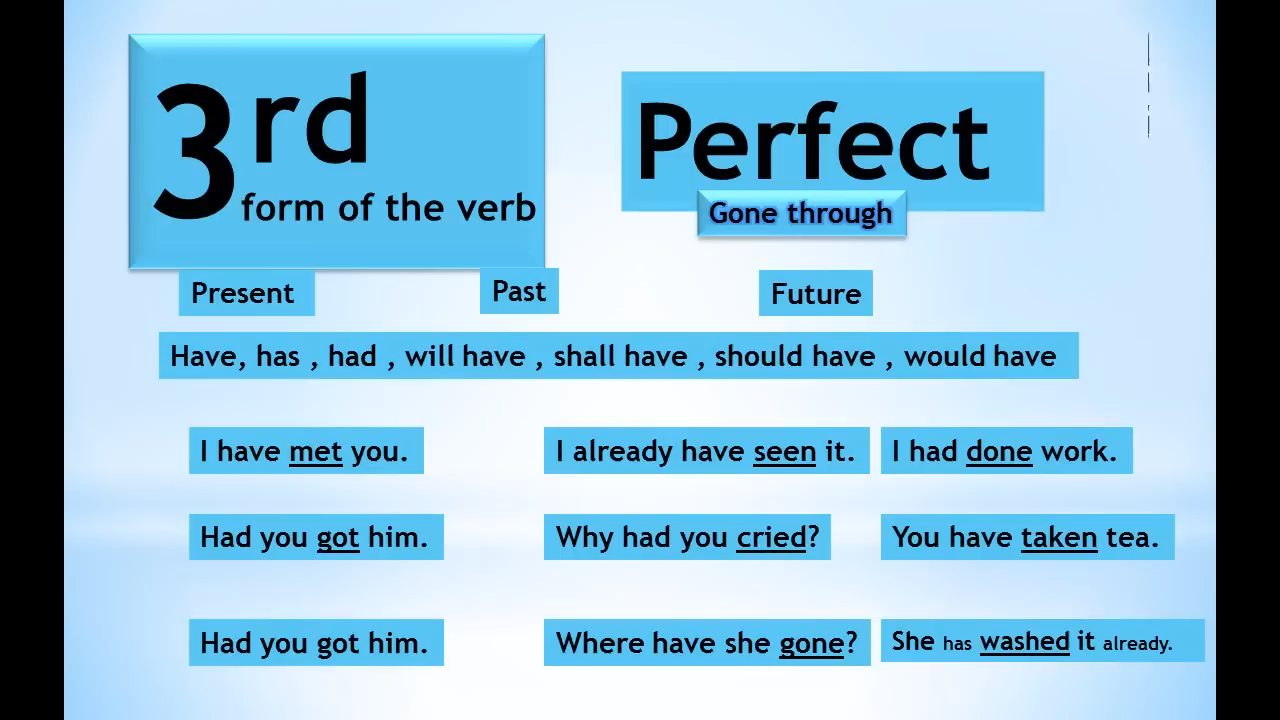 3rd
form of the verb
Perfect
Gone through
Present
Past
Future
Have, has , had , will have , shall have , should have , would have
I have met you.
I already have seen it.
I had done work.
Had you got him.
Why had you cried?
You have taken tea.
Had you got him.
Where have she gone?
She has washed it already.